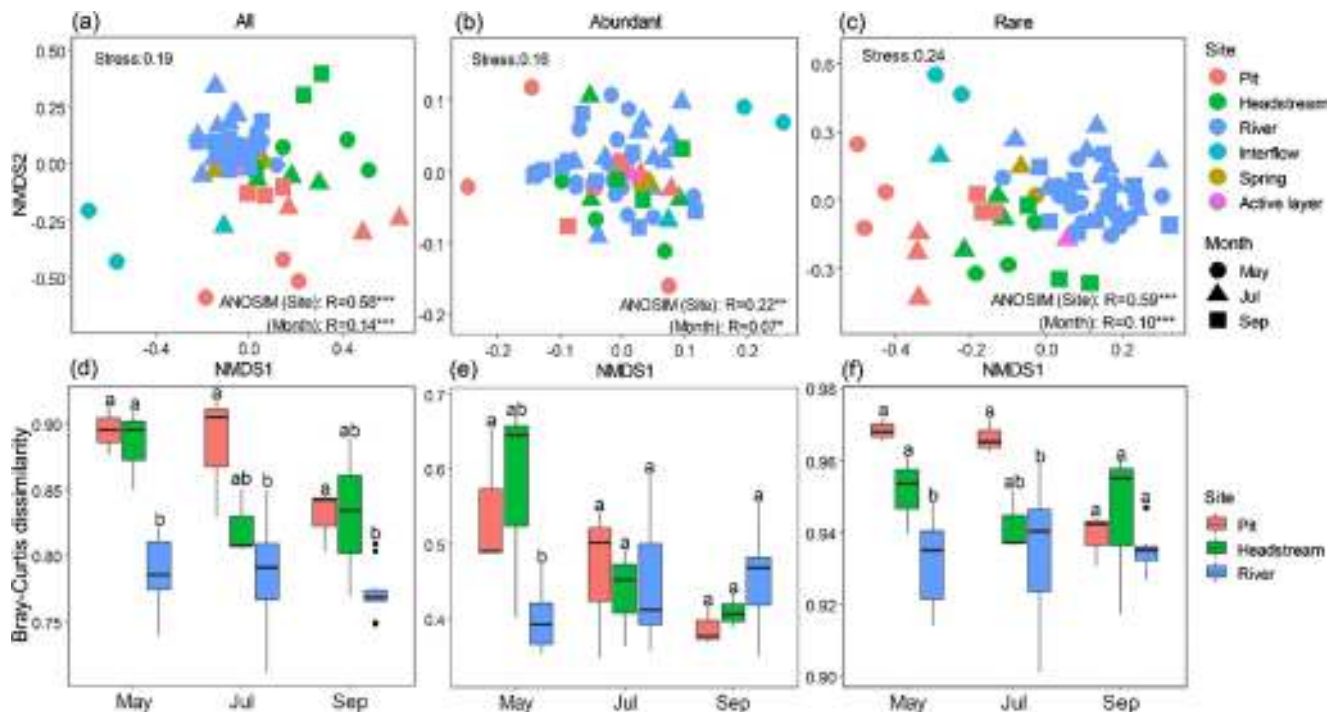 (a) All
(b) Abundant
(c) Rare
Stress:0.19
Stress:0.16
Stress:0.24
NMDS2
0.50
0.25
0.00
-0.25
-0.50
0.1
0.0
-0.1
-0.2
0.6
0.3
0.0
-0.3
ANOSIM (Site): R=0.58***
(Month): R=0.14***
ANOSIM (Site): R=0.22**
(Month): R=0.07*
ANOSIM (Site): R=0.59***
(Month): R=0.10***
-0.4 0.0 0.4
-0.2 -0.1 0.0 0.1 0.2
-0.4 -0.2 0.0 0.2
NMDS1
NMDS1
NMDS1
Site
Pit
Headstream
River
Interflow
Spring
Active layer
Month
May
Jul
Sep
(d)
(e)
(f)
Bray-Curtis dissimilarity
0.90
0.85
0.80
0.75
0.7
0.6
0.5
0.4
0.98
0.96
0.94
0.92
0.90
a a b a ab b a ab b
a ab b a a a a a a
a a b a ab b a a a
May Jul Sep
May Jul Sep
May Jul Sep
Site
Pit
Headstream
River